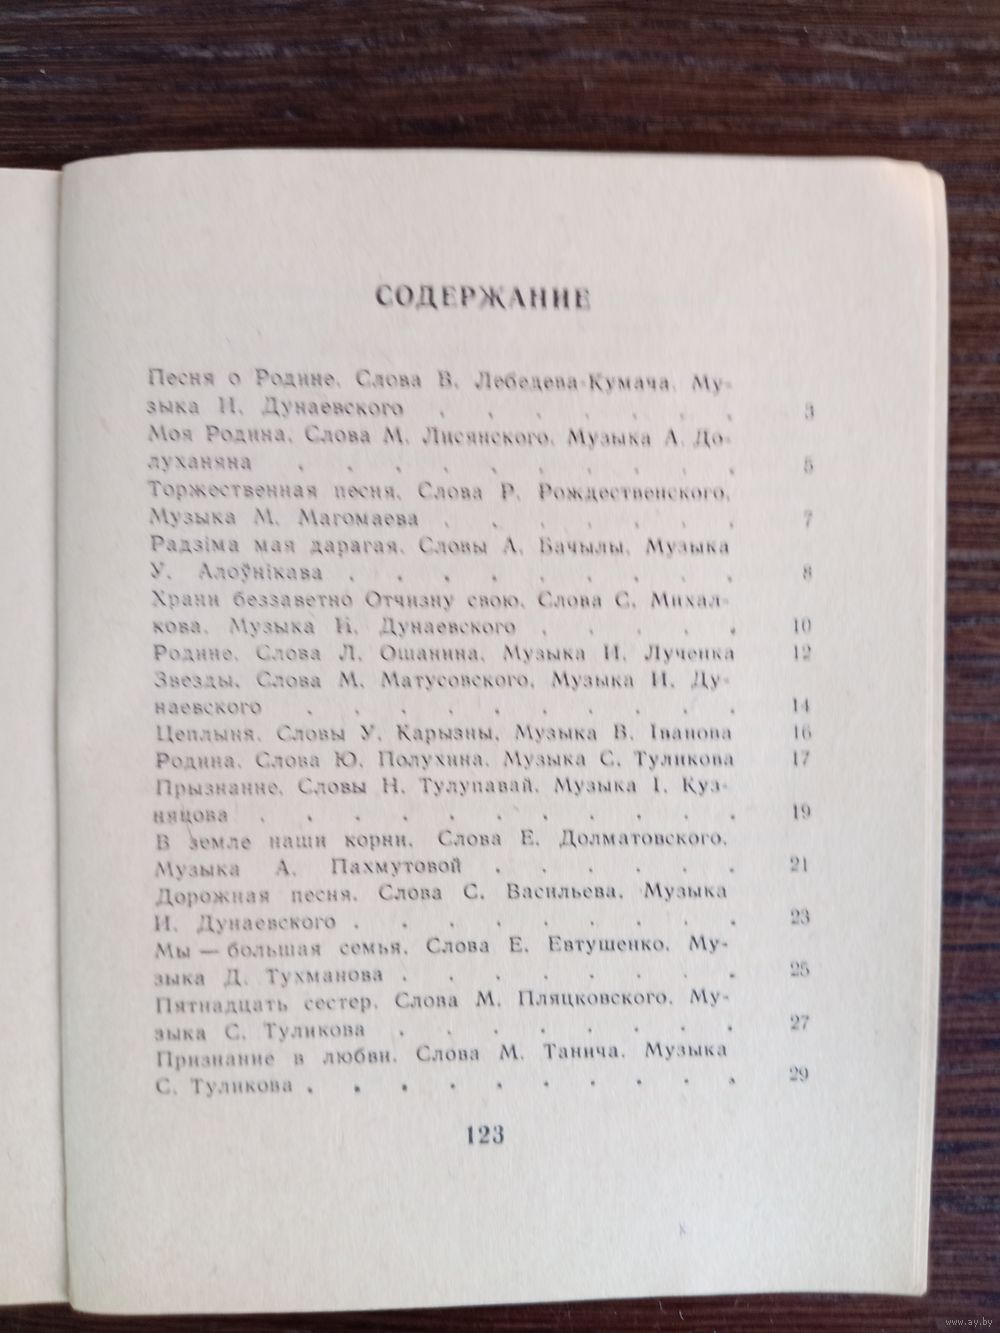 СОДЕРЖАНИЕ
Песня о Родине. Слова В. Лебедева-Кумача. Му-
зыка И. Дунаевского . . . . . . . 3
Моя Родина. Слова М. Лисянского. Музыка А. До-
луханяна . . . . . . . . . . 5
Торжественная песня. Слова Р. Рождественского.
Музыка М. Магомаева . . . . . . . 7
Радзіма мая дарагая. Словы А. Бачылы. Музыка
У. Алоўнікава . . . . . . . . . 8
Храни беззаветно Отчизну свою. Слова С. Михал-
кова. Музыка И. Дунаевского . . . . . 10
Родине. Слова Л. Ошанина. Музыка И. Лученка 12
Звезды. Слова М. Матусовского. Музыка И. Ду-
наевского . . . . . . . . . . 14
Цеплыня. Словы У. Карызны. Музыка В. Іванова 16
Родина. Слова Ю. Полухина. Музыка С. Туликова 17
Прызнанне. Словы Н. Тулупавай. Музыка І. Куз-
няцова . . . . . . . . . . . 19
В земле наши корни. Слова Е. Долматовского.
Музыка А. Пахмутовой . . . . . . 21
Дорожная песня. Слова С. Васильева. Музыка
И. Дунаевского . . . . . . . . . 23
Мы — большая семья. Слова Е. Евтушенко. Му-
зыка Д. Тухманова . . . . . . . . 25
Пятнадцать сестер. Слова М. Пляцковского. Му-
зыка С. Туликова . . . . . . . . 27
Признание в любви. Слова М. Танича. Музыка
С. Туликова . . . . . . . . . . 29
123
www.ay.by